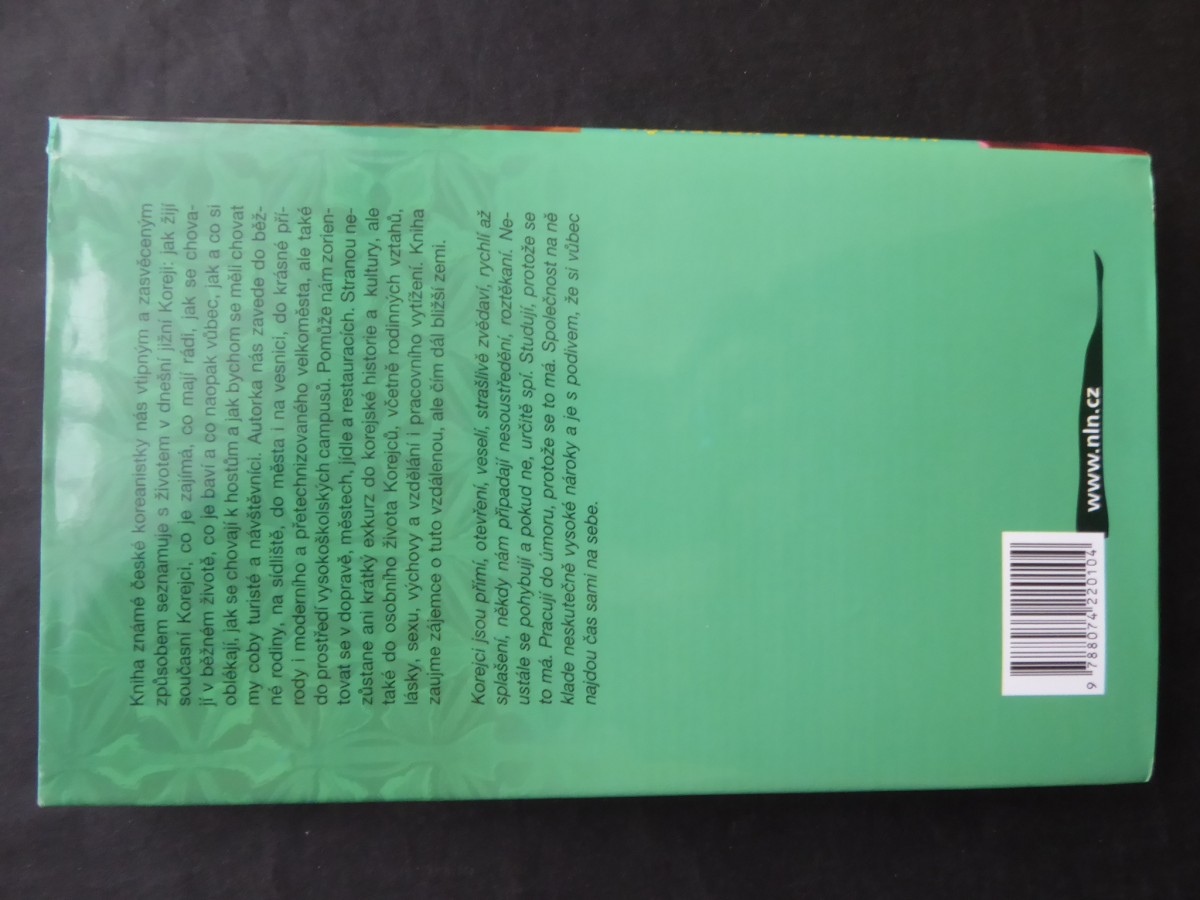 Kniha známé české koreanistky nás vtipným a zasvěceným
způsobem seznamuje s životem v dnešní jižní Koreji: jak žijí
současní Korejci, co je zajímá, co mají rádi, jak se chova-
jí v běžném životě, co je baví a co naopak vůbec, jak a co si
oblékají, jak se chovají k hostům a jak bychom se měli chovat
my coby turisté a návštěvníci. Autorka nás zavede do běž-
né rodiny, na sídliště, do města i na vesnici, do krásné pří-
rody i moderního a přetechnizovaného velkoměsta, ale také
do prostředí vysokoškolských campusů. Pomůže nám zorien-
tovat se v dopravě, městech, jídle a restauracích. Stranou ne-
zůstane ani krátký exkurz do korejské historie a kultury, ale
také do osobního života Korejců, včetně rodinných vztahů,
lásky, sexu, výchovy a vzdělání i pracovního vytížení. Kniha
zaujme zájemce o tuto vzdálenou, ale čím dál bližší zemi.
Korejci jsou přímí, otevření, veselí, strašlivě zvědaví, rychlí až
splašení, někdy nám připadají nesoustředění, roztěkaní. Ne-
ustále se pohybují a pokud ne, určitě spí. Studují, protože se
to má. Pracují do úmoru, protože se to má. Společnost na ně
klade neskutečně vysoké nároky a je s podivem, že si vůbec
najdou čas sami na sebe.
www.nln.cz
9 788074 220104